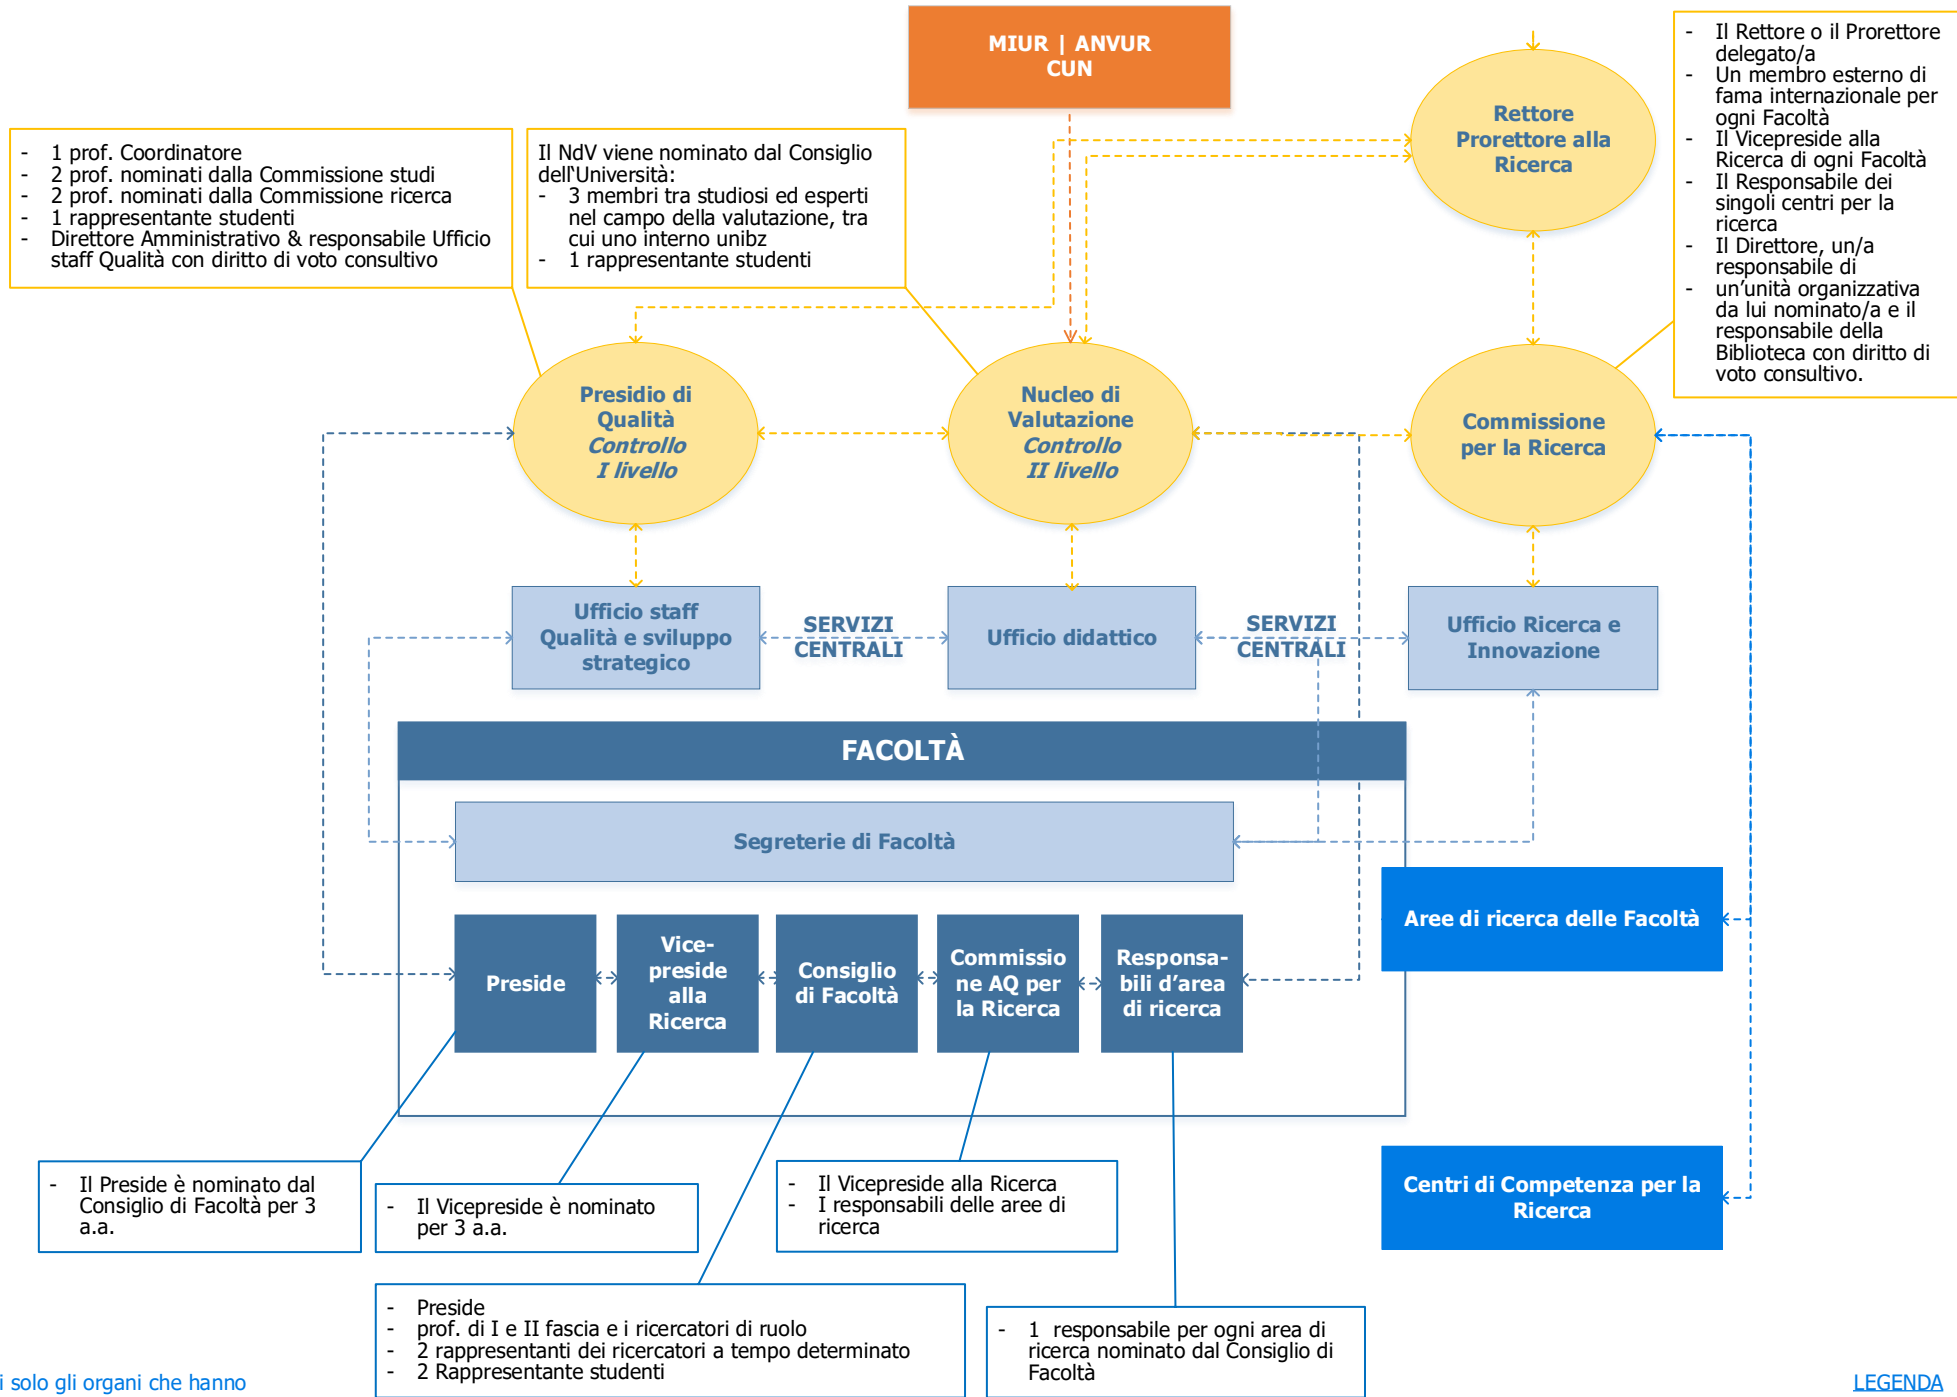 MIUR | ANVUR
CUN
- Il Rettore o il Prorettore
delegato/a
- Un membro esterno di
fama internazionale per
ogni Facoltà
- Il Vicepreside alla
Ricerca di ogni Facoltà
- Il Responsabile dei
singoli centri per la
ricerca
- Il Direttore, un/a
responsabile di
- un'unità organizzativa
da lui nominato/a e il
responsabile della
Biblioteca con diritto di
voto consultivo.
Rettore
Prorettore alla
Ricerca
- 1 prof. Coordinatore
- 2 prof. nominati dalla Commissione studi
- 2 prof. nominati dalla Commissione ricerca
- 1 rappresentante studenti
- Direttore Amministrativo & responsabile Ufficio
staff Qualità con diritto di voto consultivo
Il NdV viene nominato dal Consiglio
dell'Università:
- 3 membri tra studiosi ed esperti
nel campo della valutazione, tra
cui uno interno unibz
- 1 rappresentante studenti
Presidio di
Qualità
Controllo
I livello
Nucleo di
Valutazione
Controllo
II livello
Commissione
per la Ricerca
Ufficio staff
Qualità e sviluppo
strategico
SERVIZI
CENTRALI
Ufficio didattico
SERVIZI
CENTRALI
Ufficio Ricerca e
Innovazione
FACOLTÀ
Segreterie di Facoltà
Preside
Vice-
preside
alla
Ricerca
Consiglio
di Facoltà
Commissio
ne AQ per
la Ricerca
Responsa-
bili d'area
di ricerca
Aree di ricerca delle Facoltà
Centri di Competenza per la
Ricerca
- Il Preside è nominato dal
Consiglio di Facoltà per 3
a.a.
- Il Vicepreside è nominato
per 3 a.a.
- Il Vicepreside alla Ricerca
- I responsabili delle aree di
ricerca
- Preside
- prof. di I e II fascia e i ricercatori di ruolo
- 2 rappresentanti dei ricercatori a tempo determinato
- 2 Rappresentante studenti
- 1 responsabile per ogni area di
ricerca nominato dal Consiglio di
Facoltà
i solo gli organi che hanno
LEGENDA